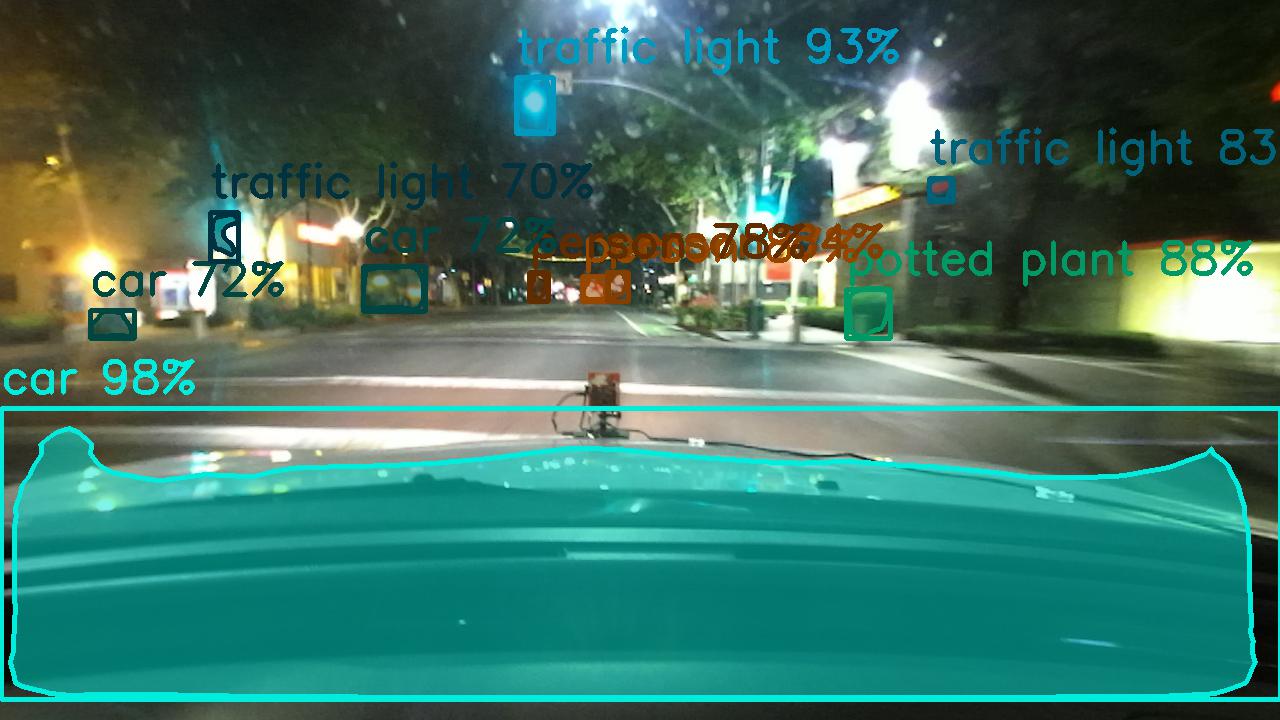 traffic light 93%
traffic light 83
traffic light 70%
car 72%
potted plant 88%
car 72%
car 98%